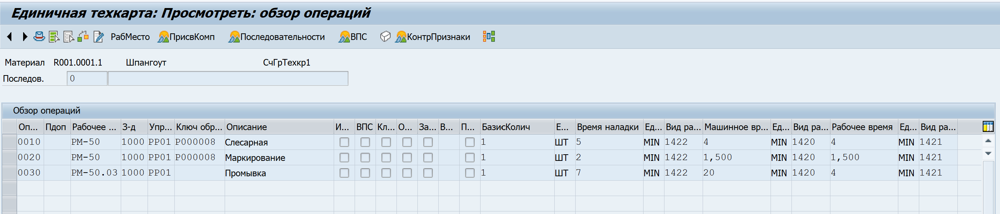 Единичная техкарта: Просмотреть: обзор операций
РабМесто ПрисвКомп Последовательности ВПС КонтрПризнаки
Материал R001.0001.1 Шпангоут СчГрТехкр1
Последов. 0
Обзор операций
Оп... Пдоп Рабочее ... З-д Упр... Ключ обр... Описание И... ВПС Кл... О... За... В... П... БазисКолич Е... Время наладки Ед... Вид ра... Машинное вр... Ед... Вид ра... Рабочее время Ед... Вид ра...
0010 РМ-50 1000 PP01 P000008 Слесарная 1 ШТ 5 MIN 1422 4 MIN 1420 4 MIN 1421
0020 РМ-50 1000 PP01 P000008 Маркирование 1 ШТ 2 MIN 1422 1,500 MIN 1420 1,500 MIN 1421
0030 РМ-50.03 1000 PP01 Промывка 1 ШТ 7 MIN 1422 20 MIN 1420 4 MIN 1421